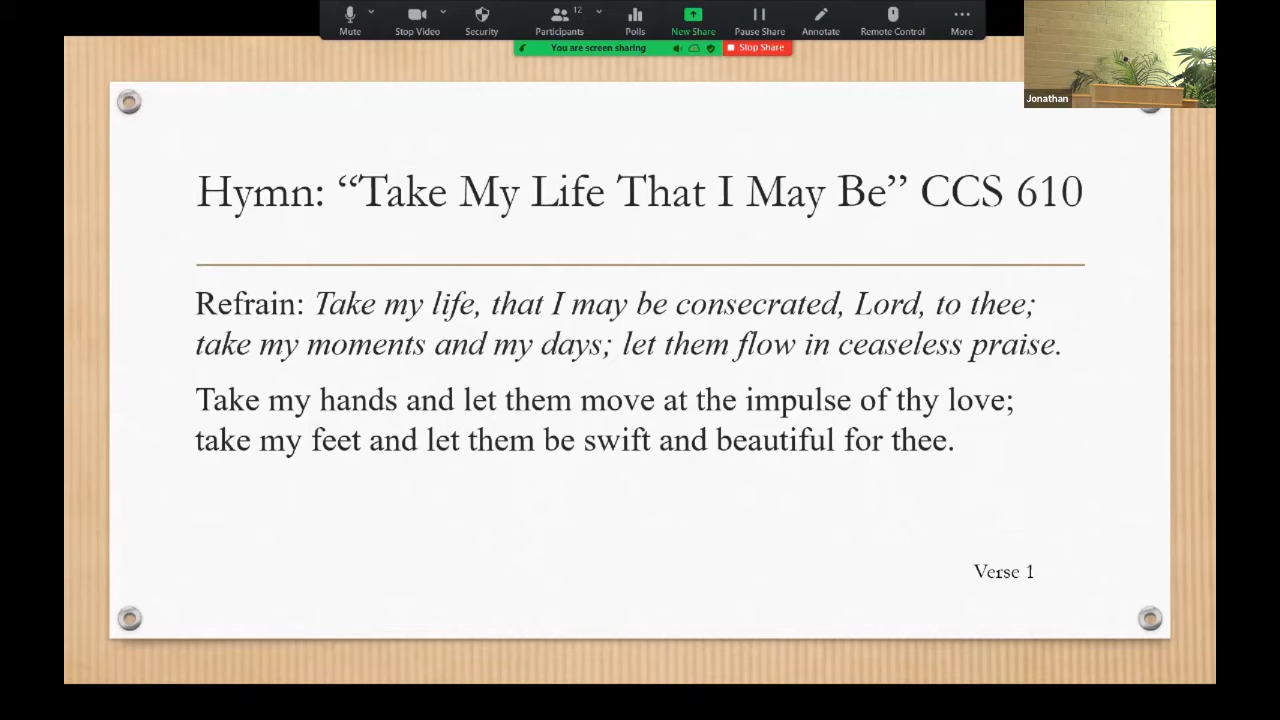 Mute
Stop Video
Security
12
Participants
Polls
New Share
Pause Share
Annotate
Remote Control
More
You are screen sharing
Stop Share
Jonathan
Hymn: “Take My Life That I May Be” CCS 610
Refrain: Take my life, that I may be consecrated, Lord, to thee;
take my moments and my days; let them flow in ceaseless praise.
Take my hands and let them move at the impulse of thy love;
take my feet and let them be swift and beautiful for thee.
Verse 1